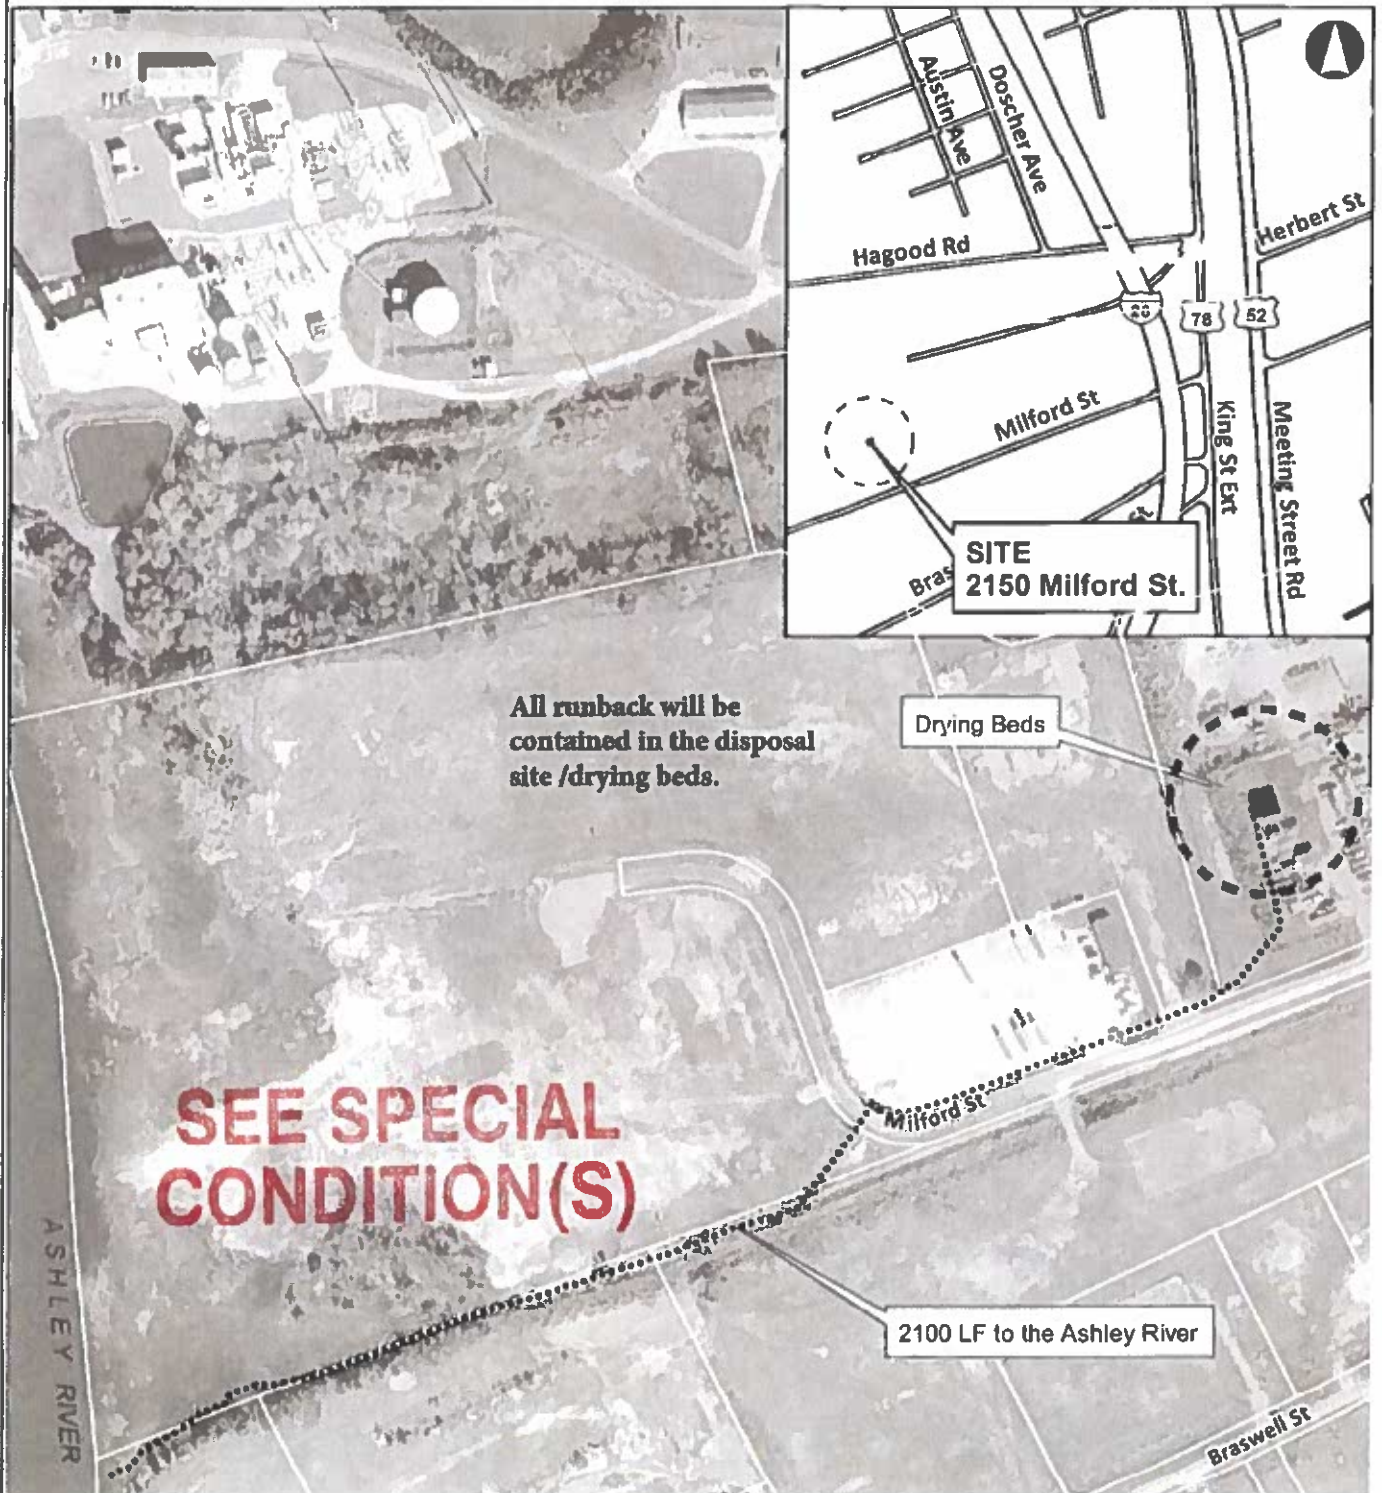 Austin Ave
Doscher Ave
Hagood Rd
Herbert St
78
52
Milford St
King St Ext
Meeting Street Rd
St
SITE
2150 Milford St.
Bras
All runback will be
contained in the disposal
site /drying beds.
Drying Beds
SEE SPECIAL
CONDITION(S)
Milford St
ASHLEY RIVER
2100 LF to the Ashley River
Braswell St